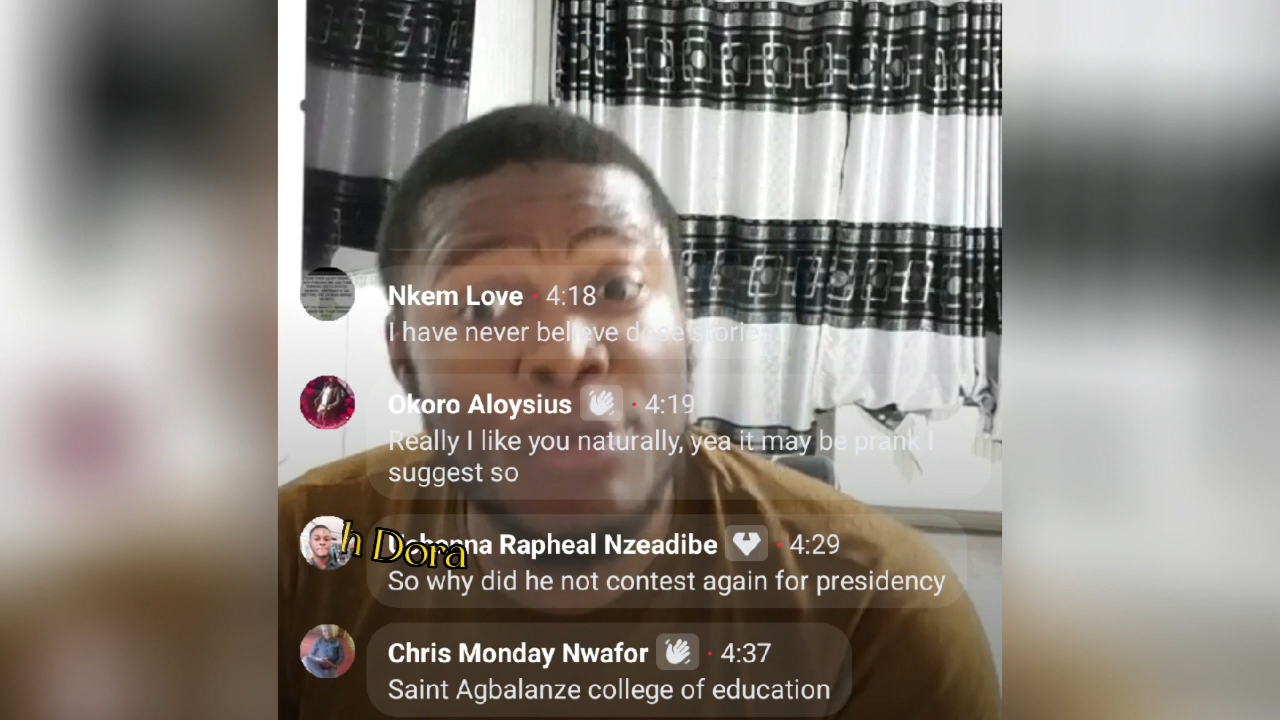 Nkem Love · 4:18
I have never believe dese stories
Okoro Aloysius · 4:19
Really I like you naturally, yea it may be prank I
suggest so
h Dora
Rapheal Nzeadibe · 4:29
So why did he not contest again for presidency
Chris Monday Nwafor · 4:37
Saint Agbalanze college of education